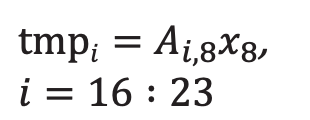 tmpᵢ = Aᵢ,₈x₈,
i = 16 : 23